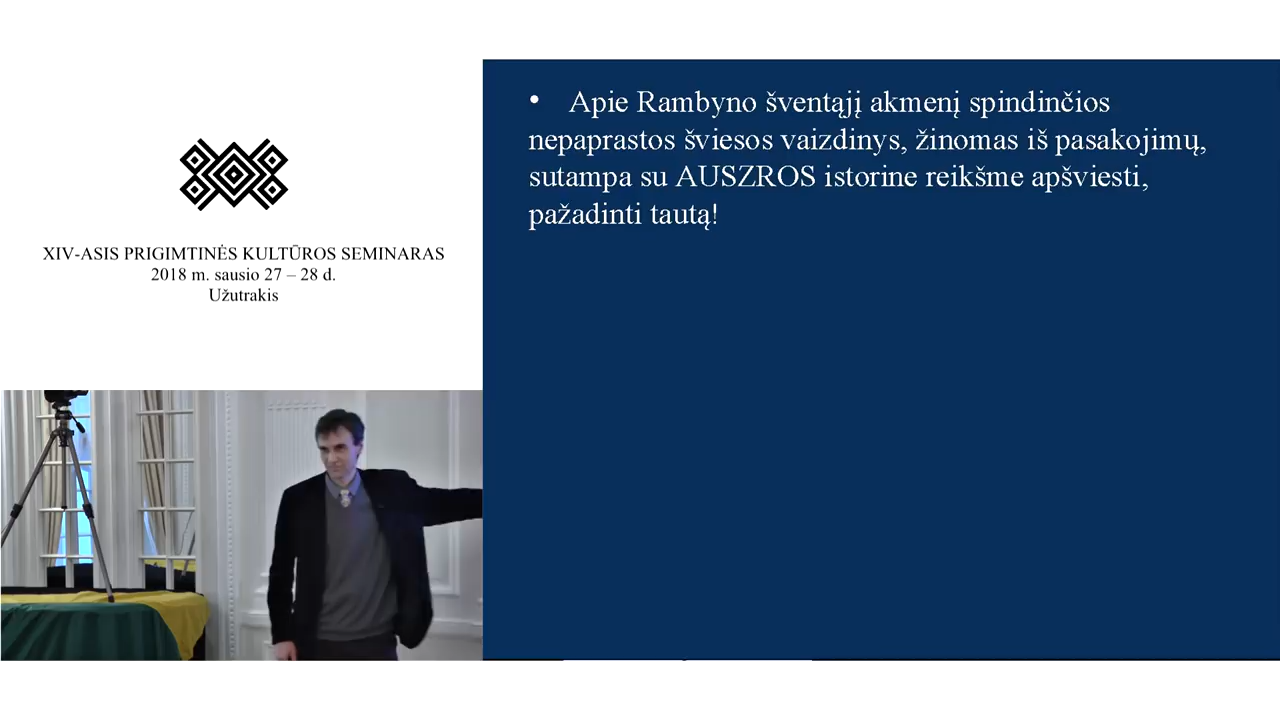 XIV-ASIS PRIGIMTINĖS KULTŪROS SEMINARAS
2018 m. sausio 27 – 28 d.
Užutrakis
• Apie Rambyno šventąjį akmenį spindinčios
nepaprastos šviesos vaizdinys, žinomas iš pasakojimų,
sutampa su AUSZROS istorine reikšme apšviesti,
pažadinti tautą!